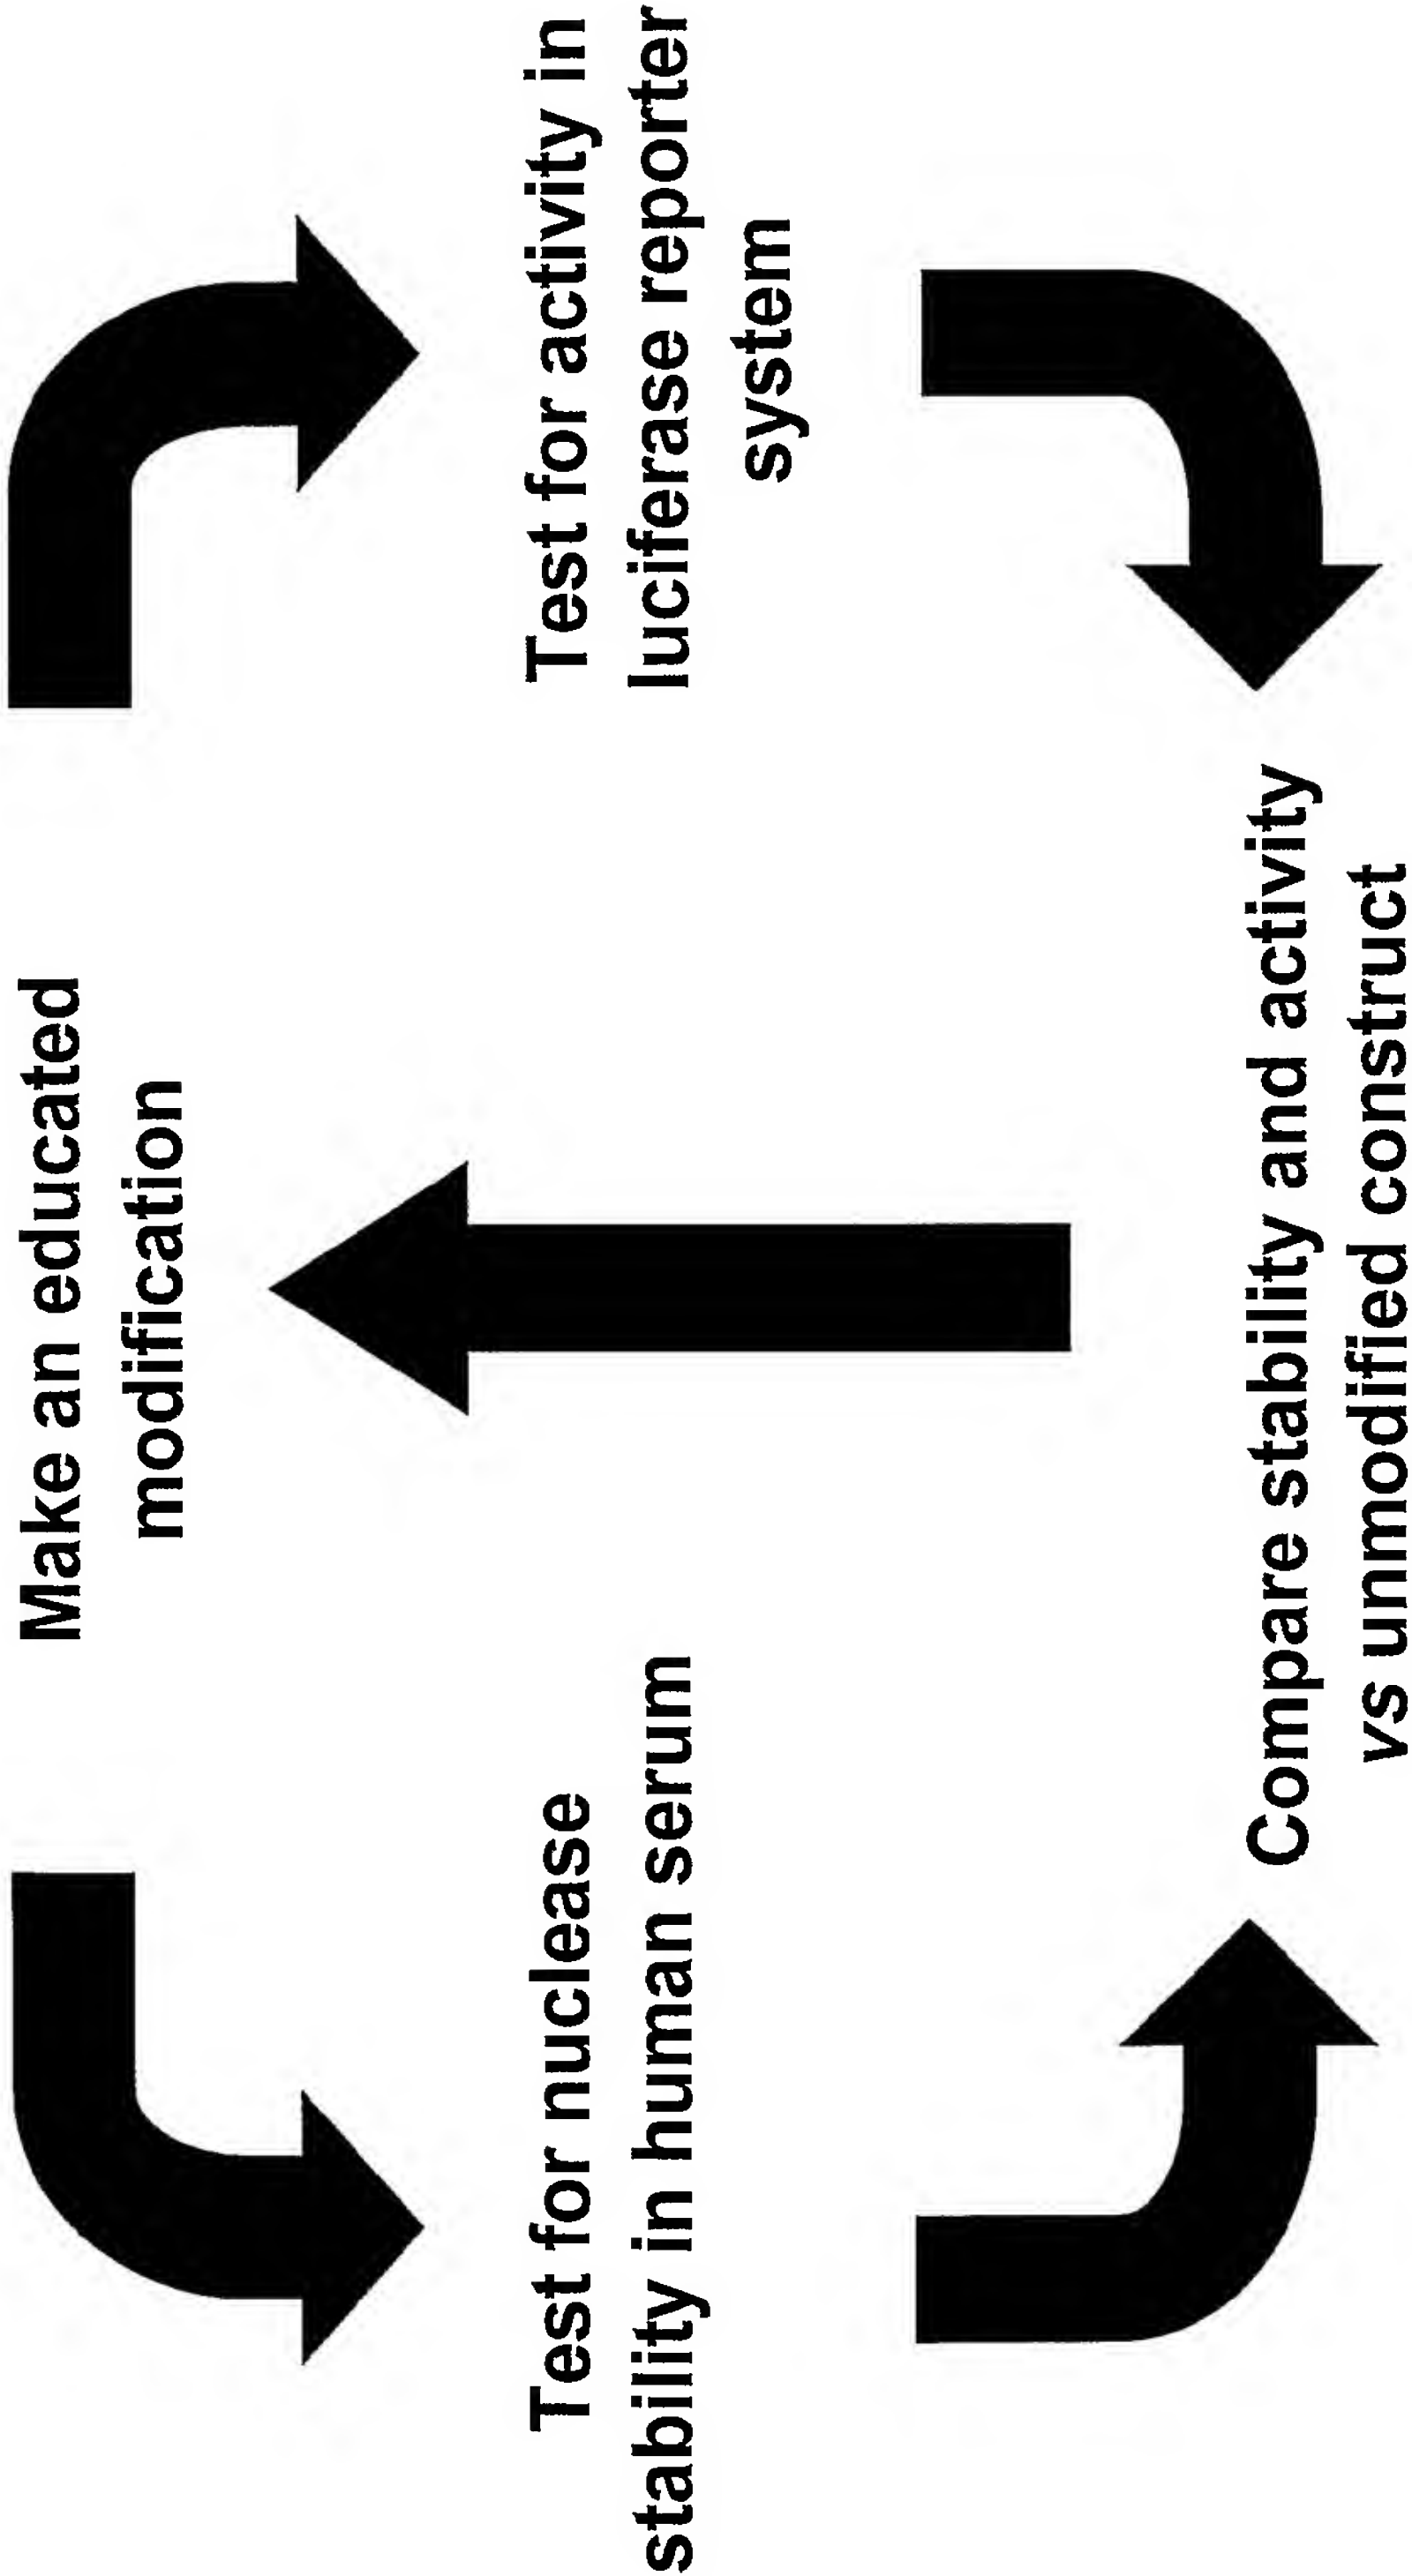 Make an educated
modification
Test for nuclease
stability in human serum
Test for activity in
luciferase reporter
system
Compare stability and activity
vs unmodified construct